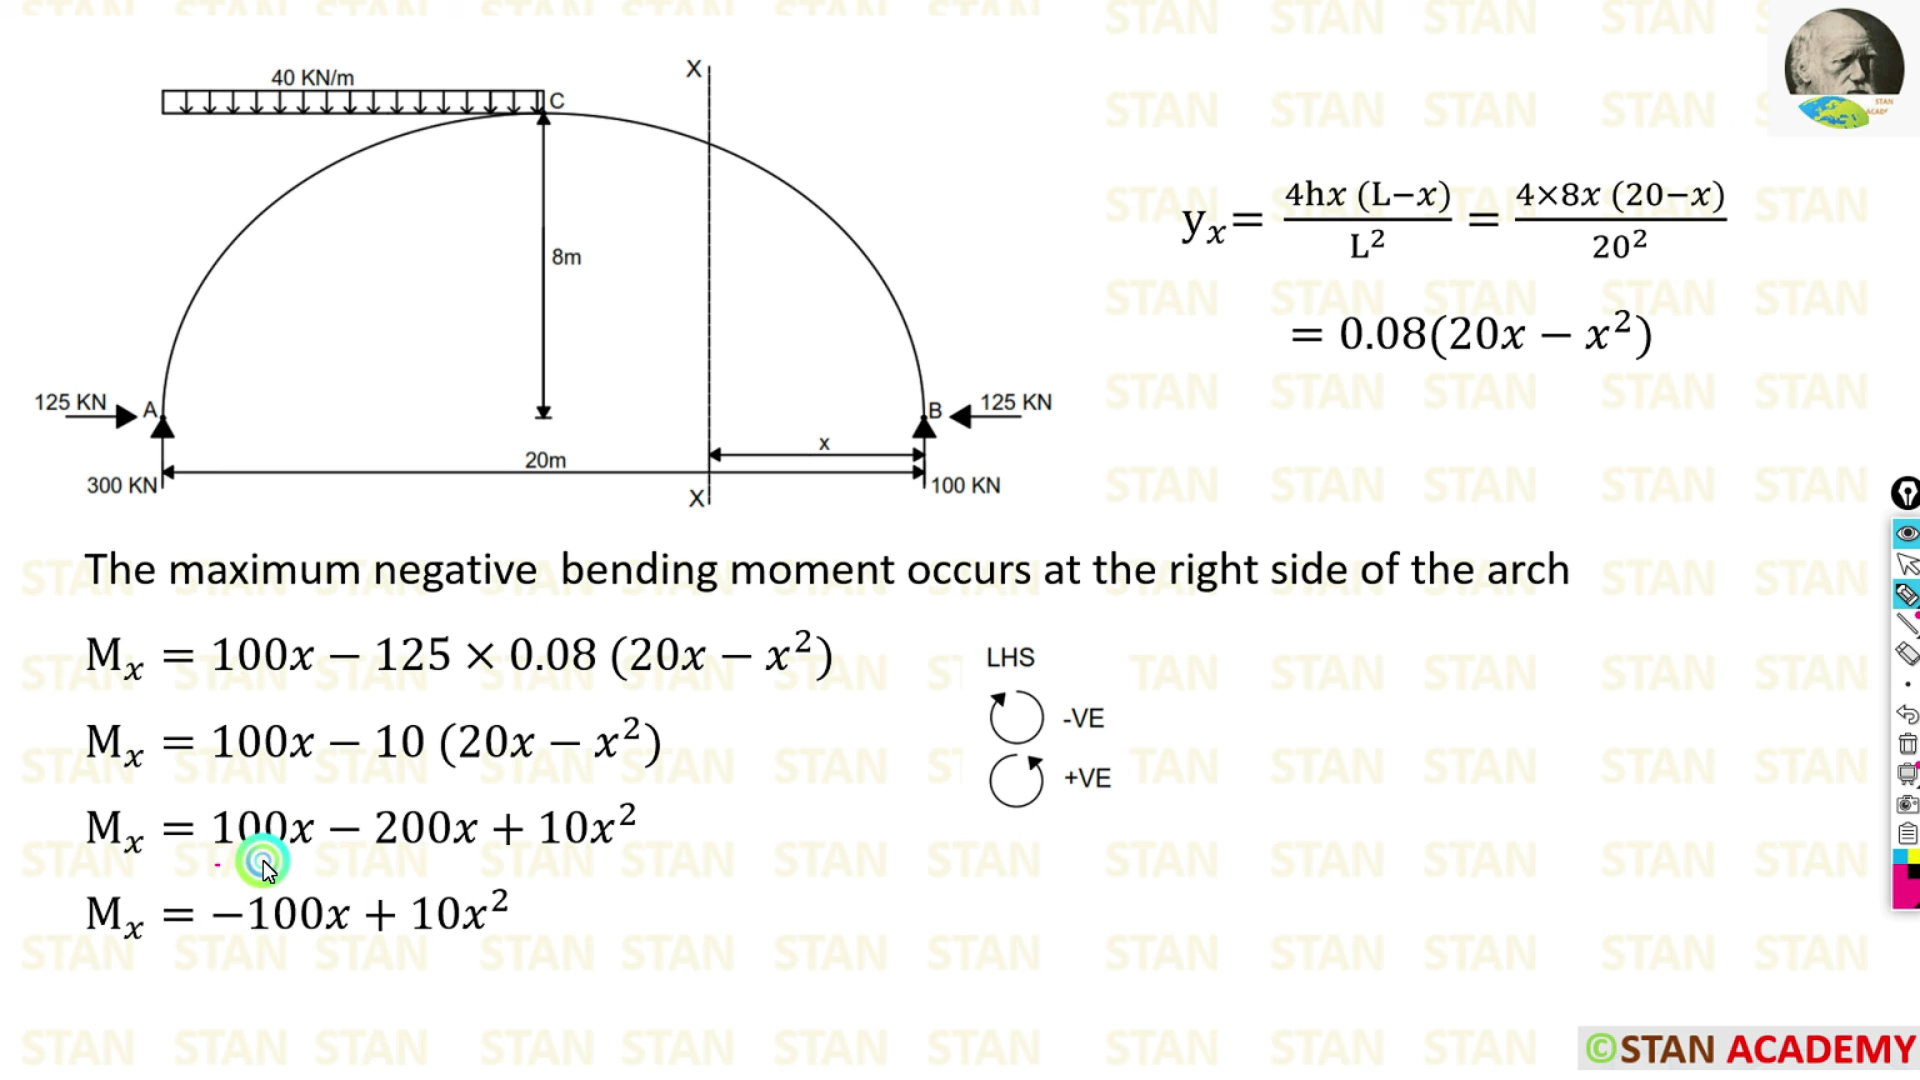 40 KN/m
C
X
8m
125 KN
A
B
125 KN
x
20m
300 KN
100 KN
X
yₓ= 4hx (L−x) / L² = 4×8x (20−x) / 20²
= 0.08(20x − x²)
The maximum negative bending moment occurs at the right side of the arch
Mₓ = 100x − 125 × 0.08 (20x − x²)
Mₓ = 100x − 10 (20x − x²)
Mₓ = 100x − 200x + 10x²
Mₓ = −100x + 10x²
LHS
-VE
+VE
STAN
©STAN ACADEMY